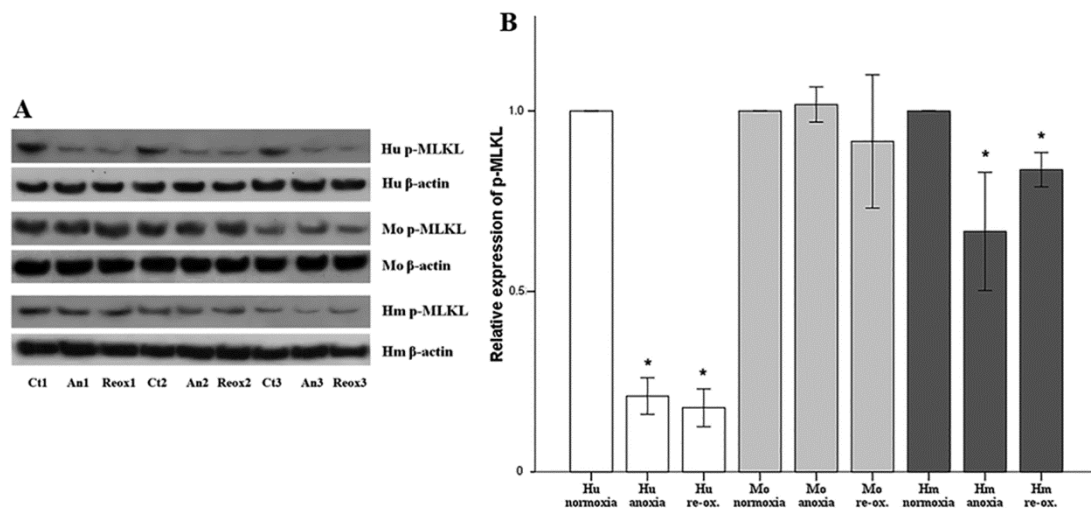 A
Hu p-MLKL
Hu β-actin
Mo p-MLKL
Mo β-actin
Hm p-MLKL
Hm β-actin
Ct1 An1 Reox1 Ct2 An2 Reox2 Ct3 An3 Reox3
B
Relative expression of p-MLKL
1.0
0.5
0
* * * *
Hu normoxia
Hu anoxia
Hu re-ox.
Mo normoxia
Mo anoxia
Mo re-ox.
Hm normoxia
Hm anoxia
Hm re-ox.